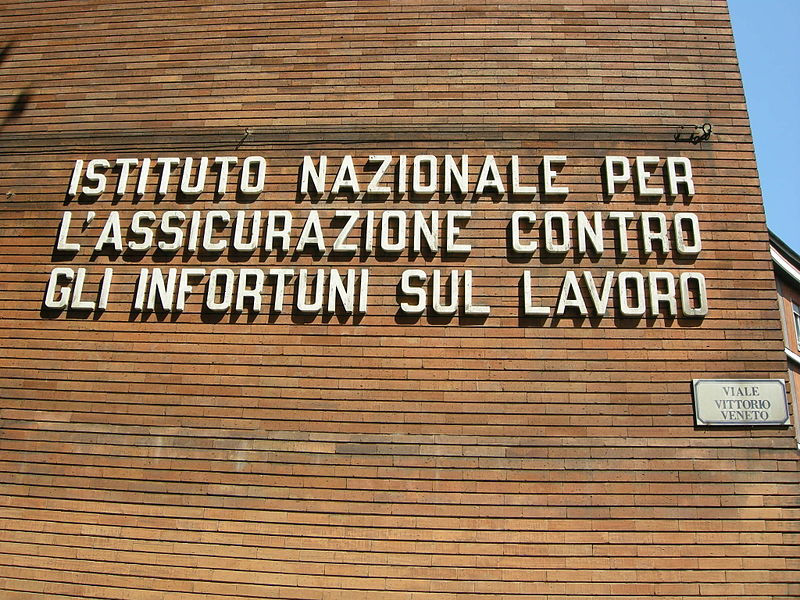 ISTITUTO NAZIONALE PER
L'ASSICURAZIONE CONTRO
GLI INFORTUNI SUL LAVORO
VIALE
VITTORIO
VENETO